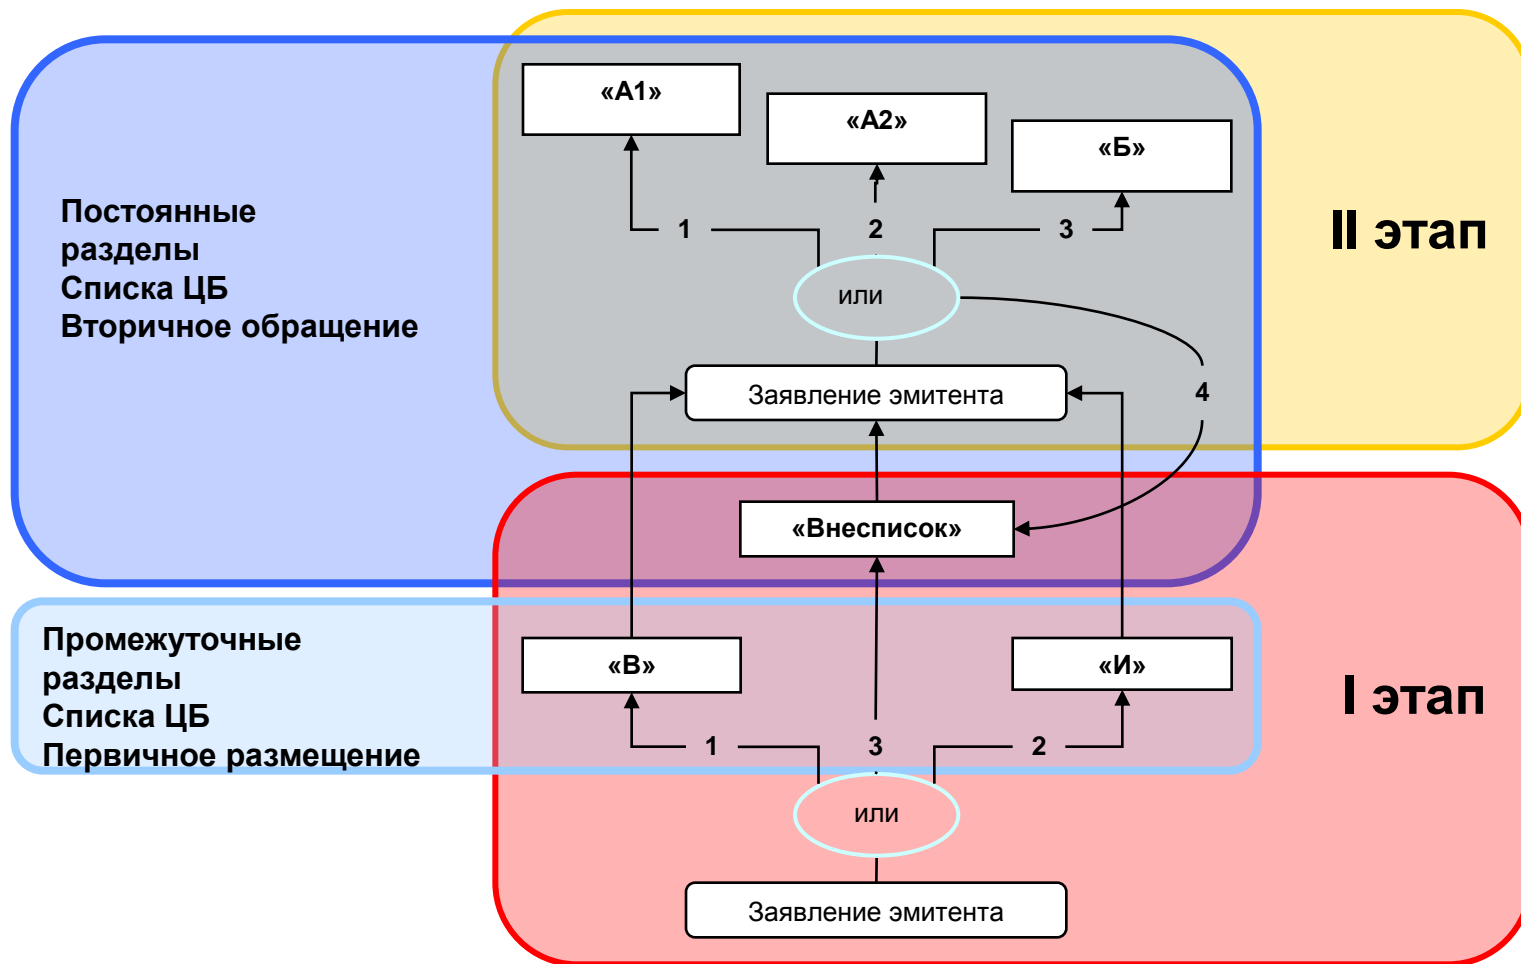 «А1»
«А2»
«Б»
Постоянные
разделы
Списка ЦБ
Вторичное обращение
II этап
1
2
3
или
Заявление эмитента
4
«Внесписок»
Промежуточные
разделы
Списка ЦБ
Первичное размещение
«В»
«И»
I этап
1
3
2
или
Заявление эмитента